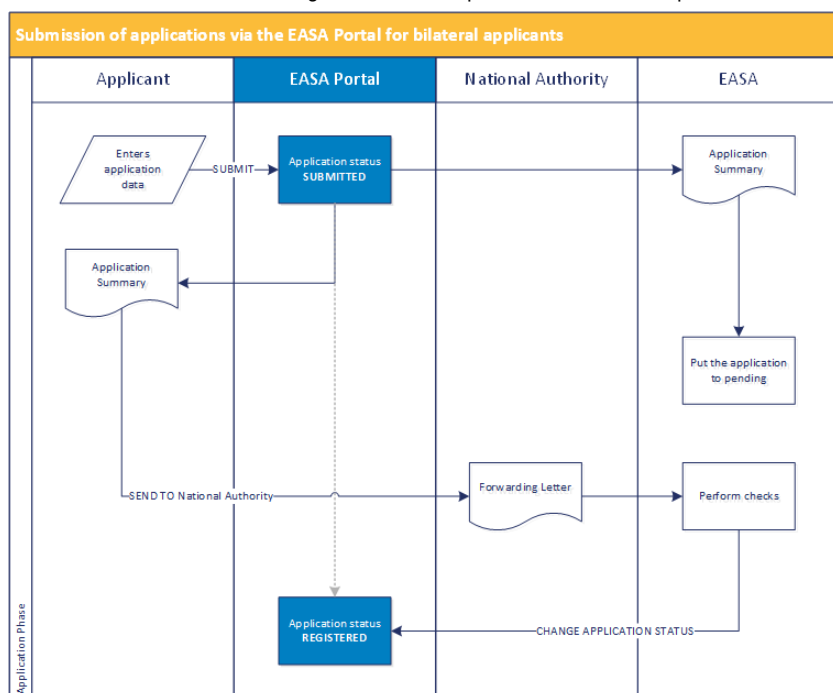 Submission of applications via the EASA Portal for bilateral applicants
Applicant
EASA Portal
National Authority
EASA
Enters
application
data
SUBMIT
Application status
SUBMITTED
Application
Summary
Application
Summary
Put the application
to pending
SEND TO National Authority
Forwarding Letter
Perform checks
Application status
REGISTERED
CHANGE APPLICATION STATUS
Application Phase